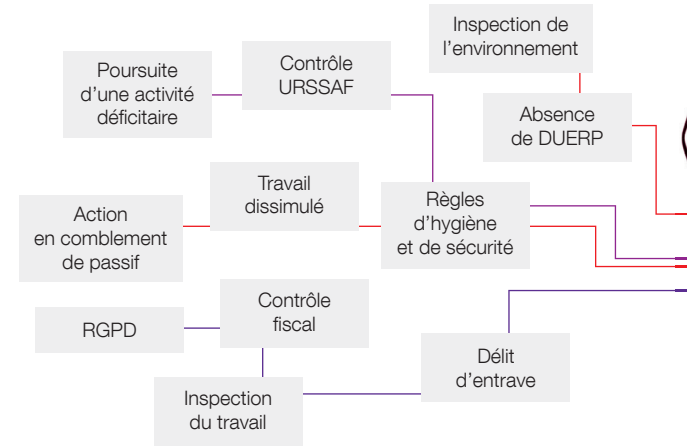 Inspection de
l’environnement
Poursuite
d’une activité
déficitaire
Contrôle
URSSAF
Absence
de DUERP
Travail
dissimulé
Règles
d’hygiène
et de sécurité
Action
en comblement
de passif
Contrôle
fiscal
RGPD
Délit
d’entrave
Inspection
du travail